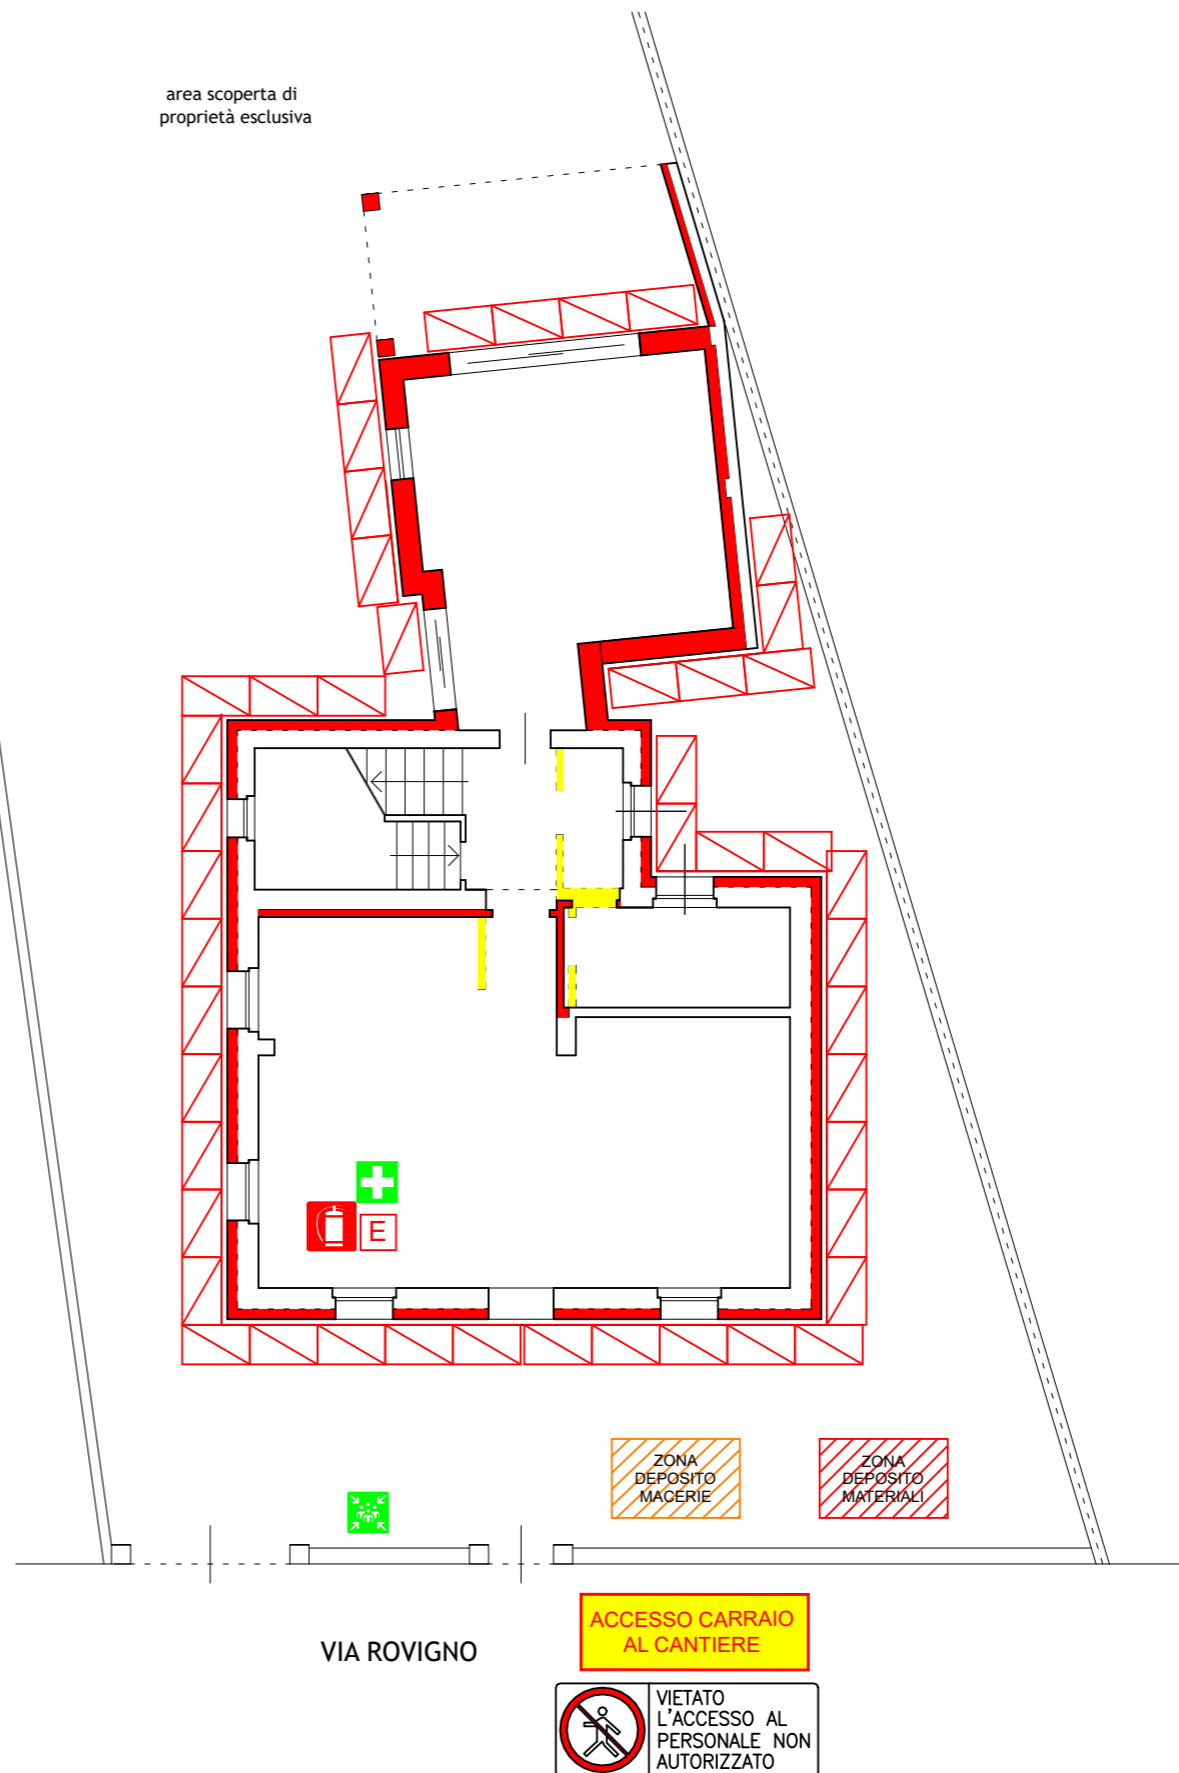 area scoperta di
proprietà esclusiva
E
ZONA
DEPOSITO
MACERIE
ZONA
DEPOSITO
MATERIALI
ACCESSO CARRAIO
AL CANTIERE
VIA ROVIGNO
VIETATO
L'ACCESSO AL
PERSONALE NON
AUTORIZZATO